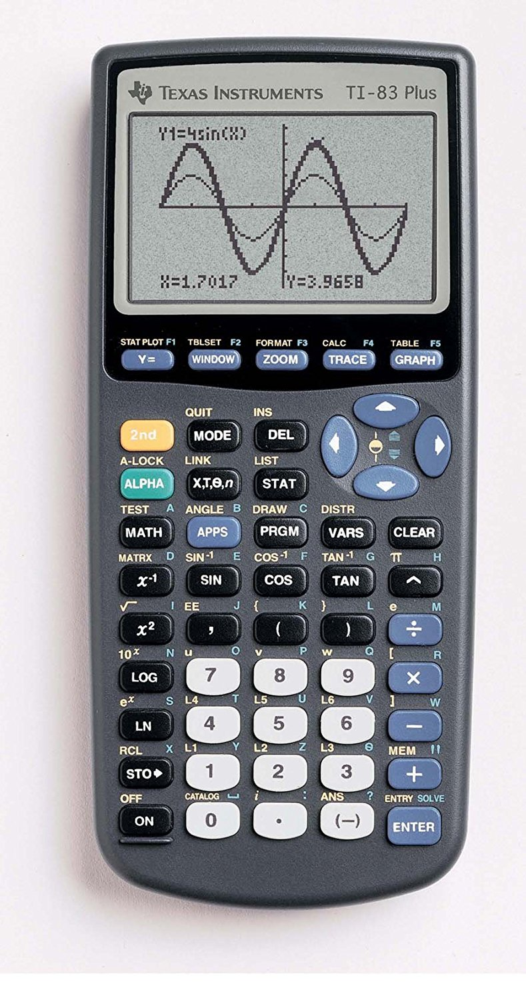 TEXAS INSTRUMENTS TI-83 Plus
Y1=4sin(X)
X=1.7017 Y=3.9658
STAT PLOT F1 TBLSET F2 FORMAT F3 CALC F4 TABLE F5
Y= WINDOW ZOOM TRACE GRAPH
QUIT INS
2nd MODE DEL
A-LOCK LINK LIST
ALPHA X,T,Θ,n STAT
TEST A ANGLE B DRAW C DISTR
MATH APPS PRGM VARS CLEAR
MATRX D SIN⁻¹ E COS⁻¹ F TAN⁻¹ G π H
x⁻¹ SIN COS TAN ^
√ I EE J { K } L e M
x² , ( ) ÷
10ˣ N u O v P w Q [ R
LOG 7 8 9 ×
eˣ S L4 T L5 U L6 V ] W
LN 4 5 6 −
RCL X L1 Y L2 Z L3 Θ MEM "
STO► 1 2 3 +
OFF CATALOG ⎵ i : ANS ? ENTRY SOLVE
ON 0 . (−) ENTER